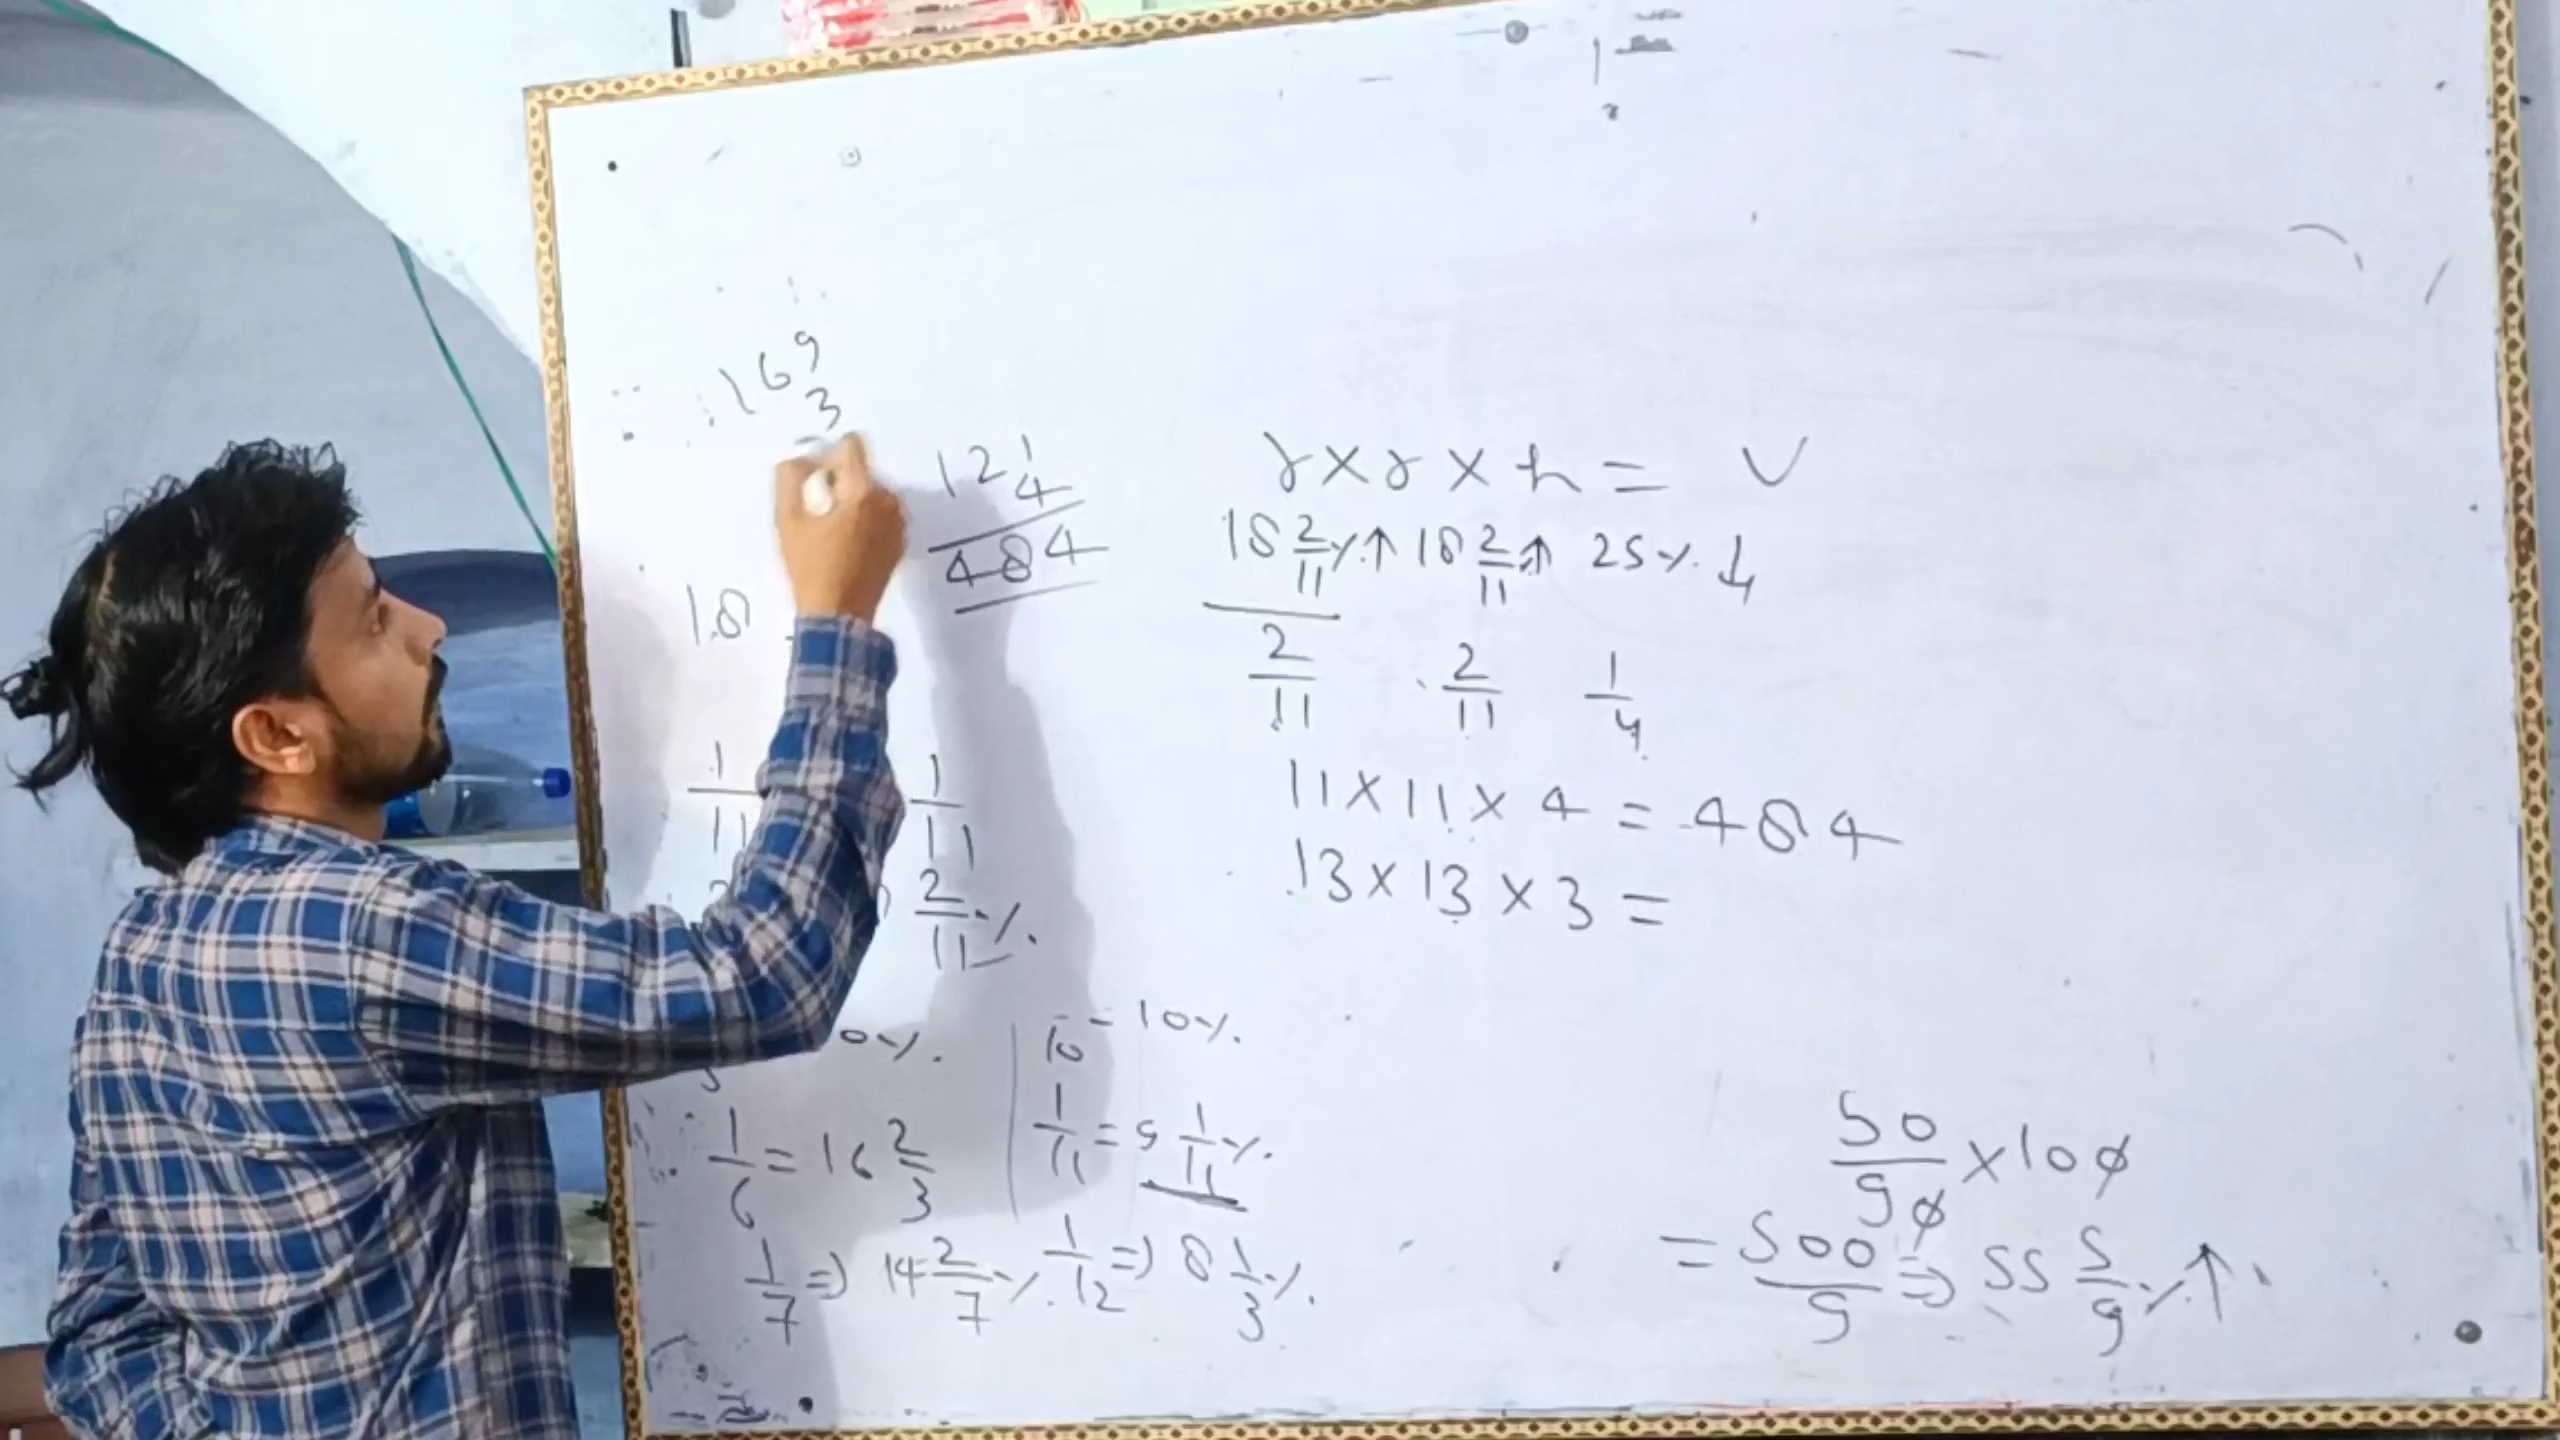 169
3
121
4
484
18
r×r×h = V
18 2/11 %↑ 18 2/11 ↑ 25%↓
2/11 2/11 1/4
11×11×4 = 484
13×13×3 =
1/11 1/11
2/11 %
0%.
1/10 = 10%.
1/6 = 16 2/3
1/11 = 9 1/11 %.
1/7 ⇒ 14 2/7 %.
1/12 ⇒ 8 1/3 %.
50/90 × 100
= 500/9 ⇒ 55 5/9 %↑